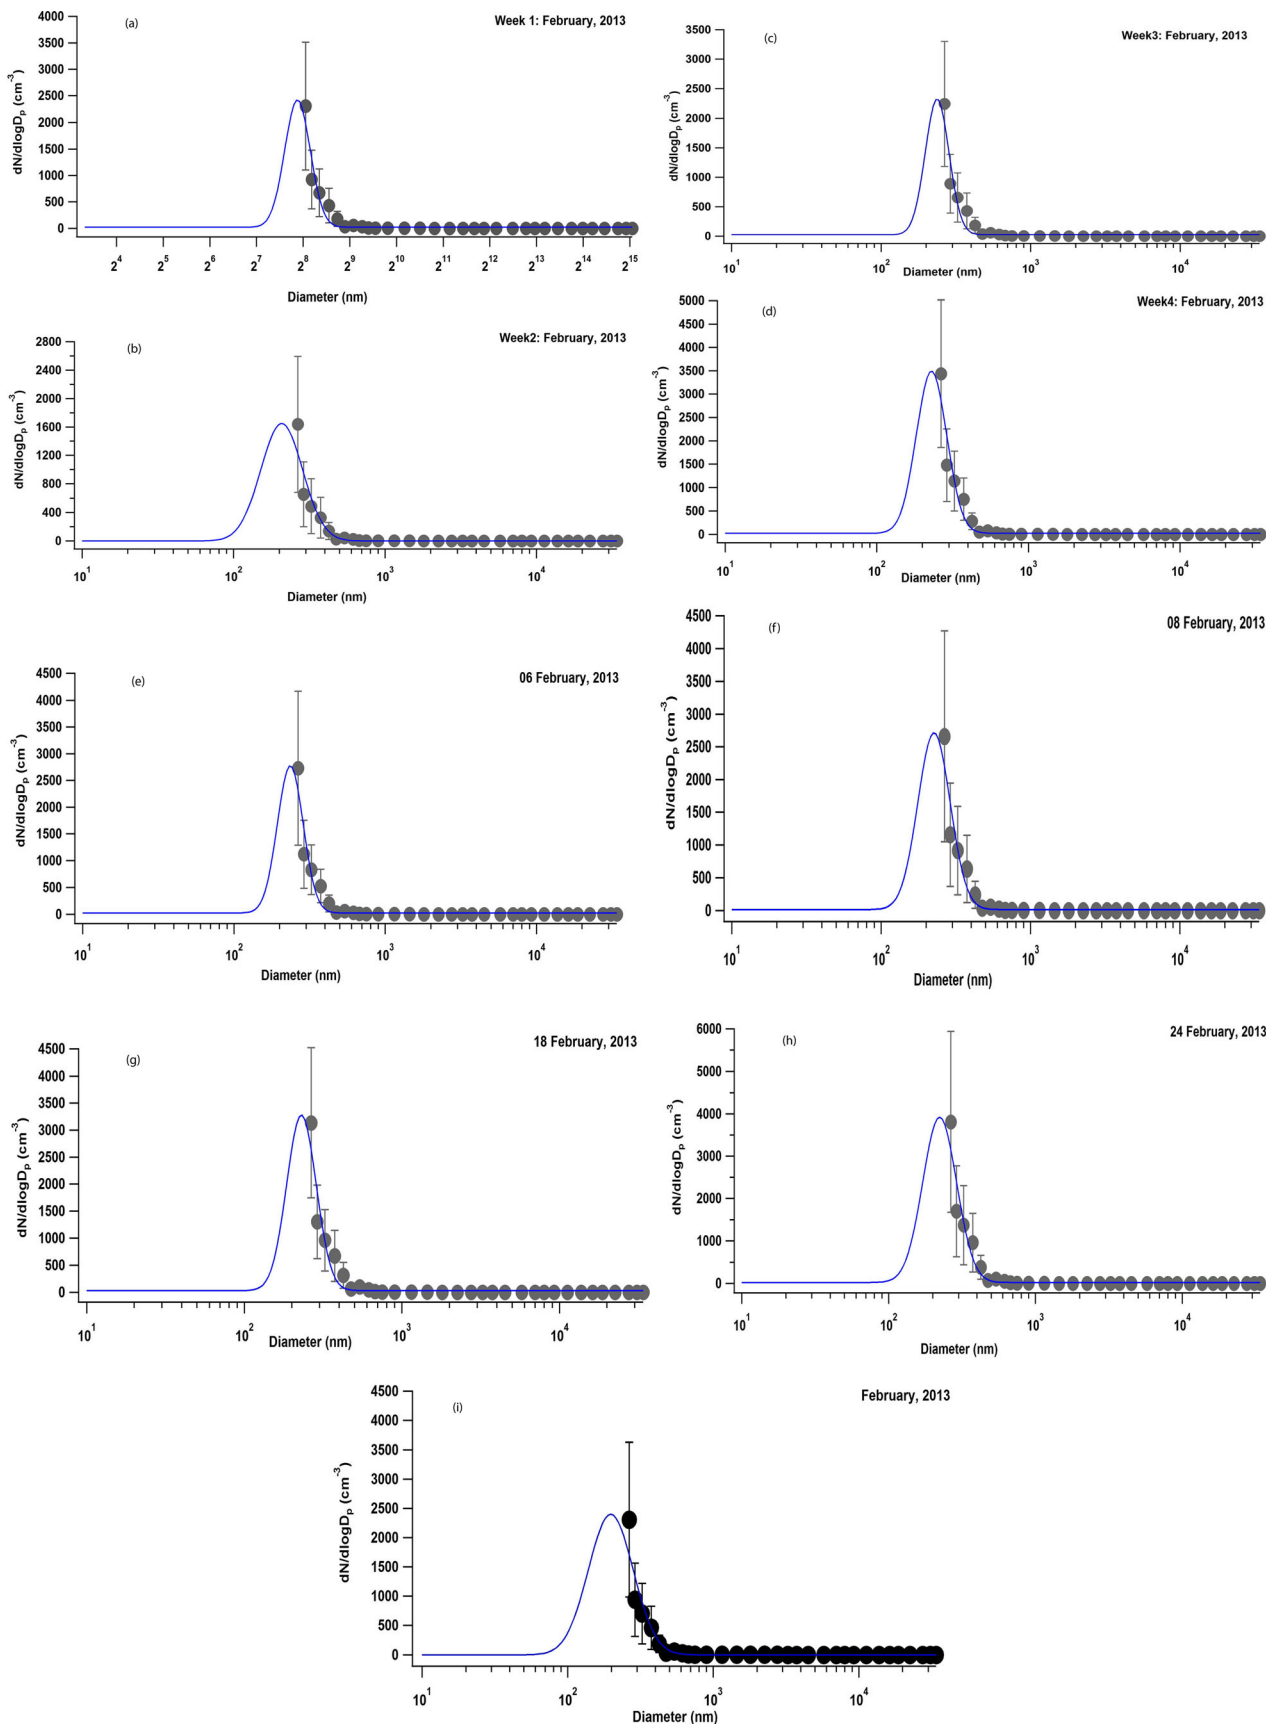 (a)
Week 1: February, 2013
dN/dlogDp (cm-3)
4000
3500
3000
2500
2000
1500
1000
500
0
2^4 2^5 2^6 2^7 2^8 2^9 2^10 2^11 2^12 2^13 2^14 2^15
Diameter (nm)
(c)
Week3: February, 2013
dN/dlogDp (cm-3)
3500
3000
2500
2000
1500
1000
500
0
10^1 10^2 10^3 10^4
Diameter (nm)
(b)
Week2: February, 2013
dN/dlogDp (cm-3)
2800
2400
2000
1600
1200
800
400
0
10^1 10^2 10^3 10^4
Diameter (nm)
(d)
Week4: February, 2013
dN/dlogDp (cm-3)
5000
4500
4000
3500
3000
2500
2000
1500
1000
500
0
10^1 10^2 10^3 10^4
Diameter (nm)
(e)
06 February, 2013
dN/dlogDp (cm-3)
4500
4000
3500
3000
2500
2000
1500
1000
500
0
10^1 10^2 10^3 10^4
Diameter (nm)
(f)
08 February, 2013
dN/dlogDp (cm-3)
4500
4000
3500
3000
2500
2000
1500
1000
500
0
10^1 10^2 10^3 10^4
Diameter (nm)
(g)
18 February, 2013
dN/dlogDp (cm-3)
4500
4000
3500
3000
2500
2000
1500
1000
500
0
10^1 10^2 10^3 10^4
Diameter (nm)
(h)
24 February, 2013
dN/dlogDp (cm-3)
6000
5000
4000
3000
2000
1000
0
10^1 10^2 10^3 10^4
Diameter (nm)
(i)
February, 2013
dN/dlogDp (cm-3)
4500
4000
3500
3000
2500
2000
1500
1000
500
0
10^1 10^2 10^3 10^4
Diameter (nm)